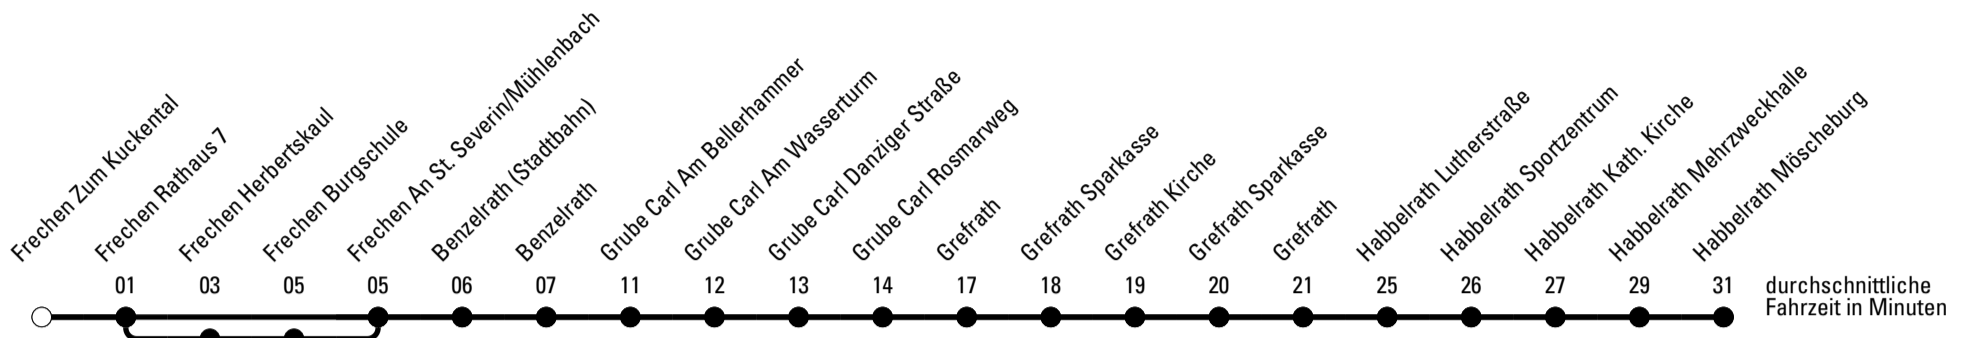 Frechen Zum Kuckental
Frechen Rathaus 7
Frechen Herbertskaul
Frechen Burgschule
Frechen An St. Severin/Mühlenbach
Benzelrath (Stadtbahn)
Benzelrath
Grube Carl Am Bellerhammer
Grube Carl Am Wasserturm
Grube Carl Danziger Straße
Grube Carl Rosmarweg
Grefrath
Grefrath Sparkasse
Grefrath Kirche
Grefrath Sparkasse
Grefrath
Habbelrath Lutherstraße
Habbelrath Sportzentrum
Habbelrath Kath. Kirche
Habbelrath Mehrzweckhalle
Habbelrath Möscheburg
01 03 05 05 06 07 11 12 13 14 17 18 19 20 21 25 26 27 29 31 durchschnittliche
Fahrzeit in Minuten